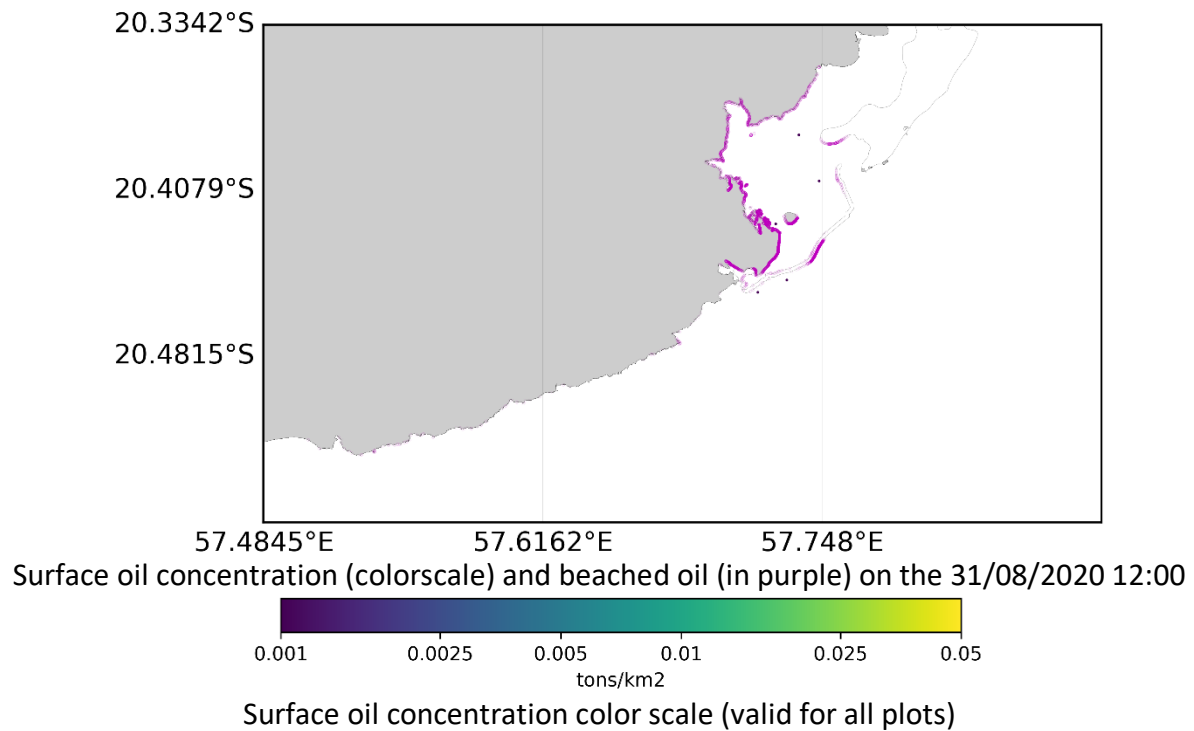 20.3342°S
20.4079°S
20.4815°S
57.4845°E 57.6162°E 57.748°E
Surface oil concentration (colorscale) and beached oil (in purple) on the 31/08/2020 12:00
0.001 0.0025 0.005 0.01 0.025 0.05
tons/km2
Surface oil concentration color scale (valid for all plots)